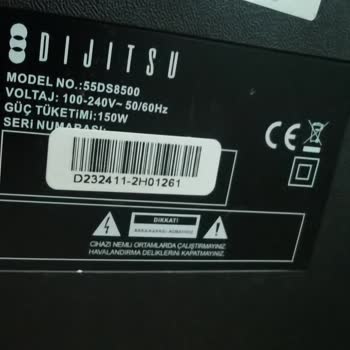 DIJITSU
MODEL NO.:55DS8500
VOLTAJ: 100-240V~ 50/60Hz
GÜÇ TÜKETİMİ:150W
SERİ NUMARASI:
D232411-2H01261
DİKKAT!
CİHAZI NEMLİ ORTAMLARDA ÇALIŞTIRMAYINIZ.
HAVALANDIRMA DELİKLERİNİ KAPATMAYINIZ.